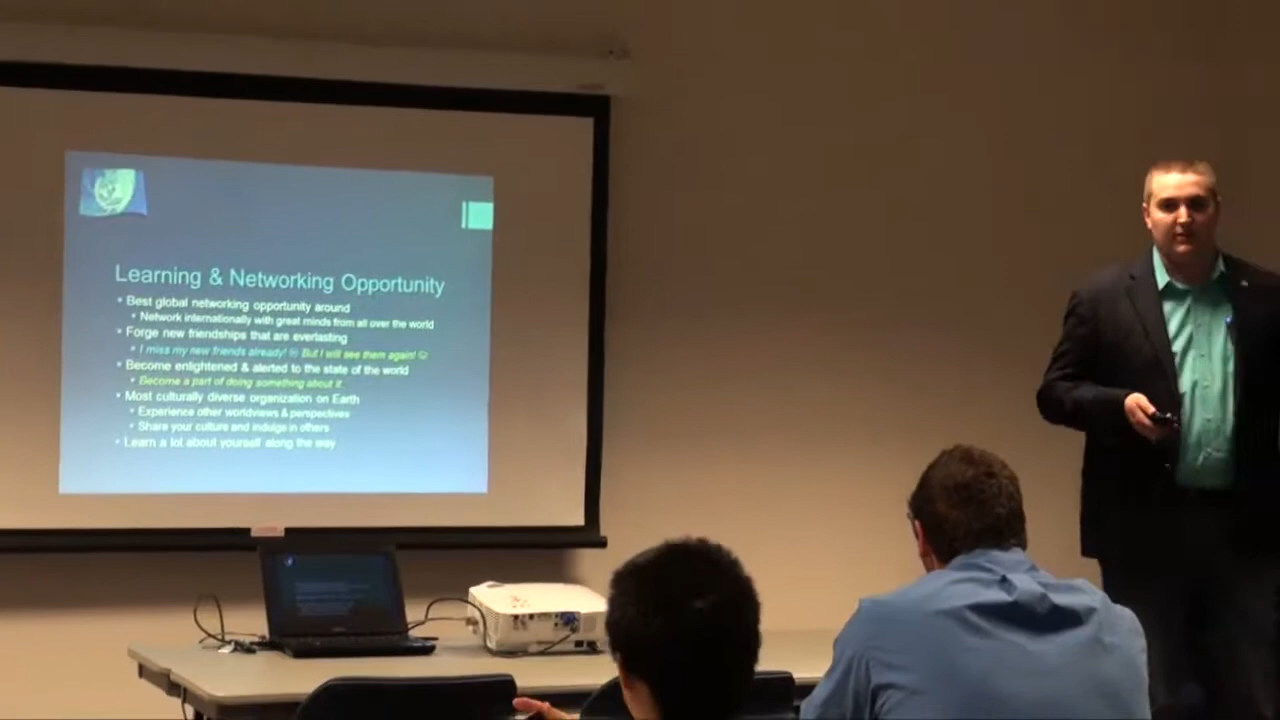 Learning & Networking Opportunity
Best global networking opportunity around
Network internationally with great minds from all over the world
Forge new friendships that are everlasting
I miss my new friends already! But I will see them again!
Become enlightened & alerted to the state of the world
Become a part of doing something about it.
Most culturally diverse organization on Earth
Experience other worldviews & perspectives
Share your culture and indulge in others
Learn a lot about yourself along the way